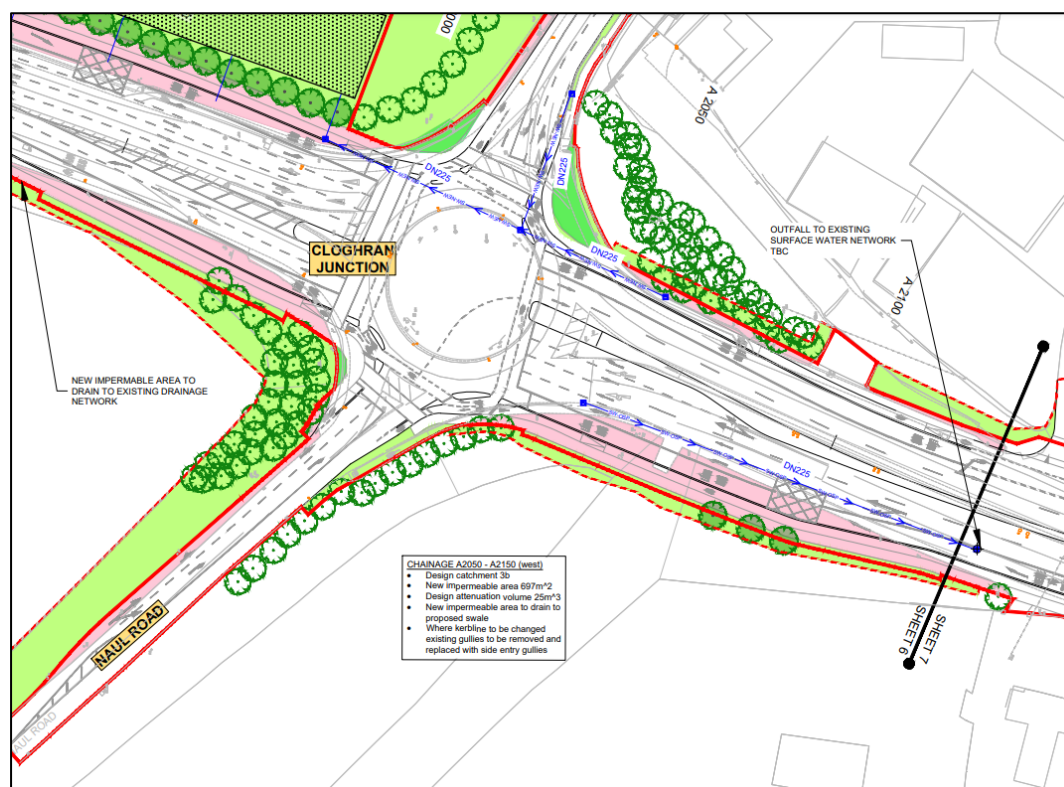 000
DN225
DN225
DN225
A 2050
A 2100
OUTFALL TO EXISTING
SURFACE WATER NETWORK
TBC
CLOGHRAN
JUNCTION
NEW IMPERMABLE AREA TO
DRAIN TO EXISTING DRAINAGE
NETWORK
DN225
CHAINAGE A2050 - A2150 (west)
• Design catchment 3b
• New impermeable area 697m^2
• Design attenuation volume 25m^3
• New impermeable area to drain to
proposed swale
• Where kerbline to be changed
existing gullies to be removed and
replaced with side entry gullies
SHEET 6
SHEET 7
NAUL ROAD
AUL ROAD